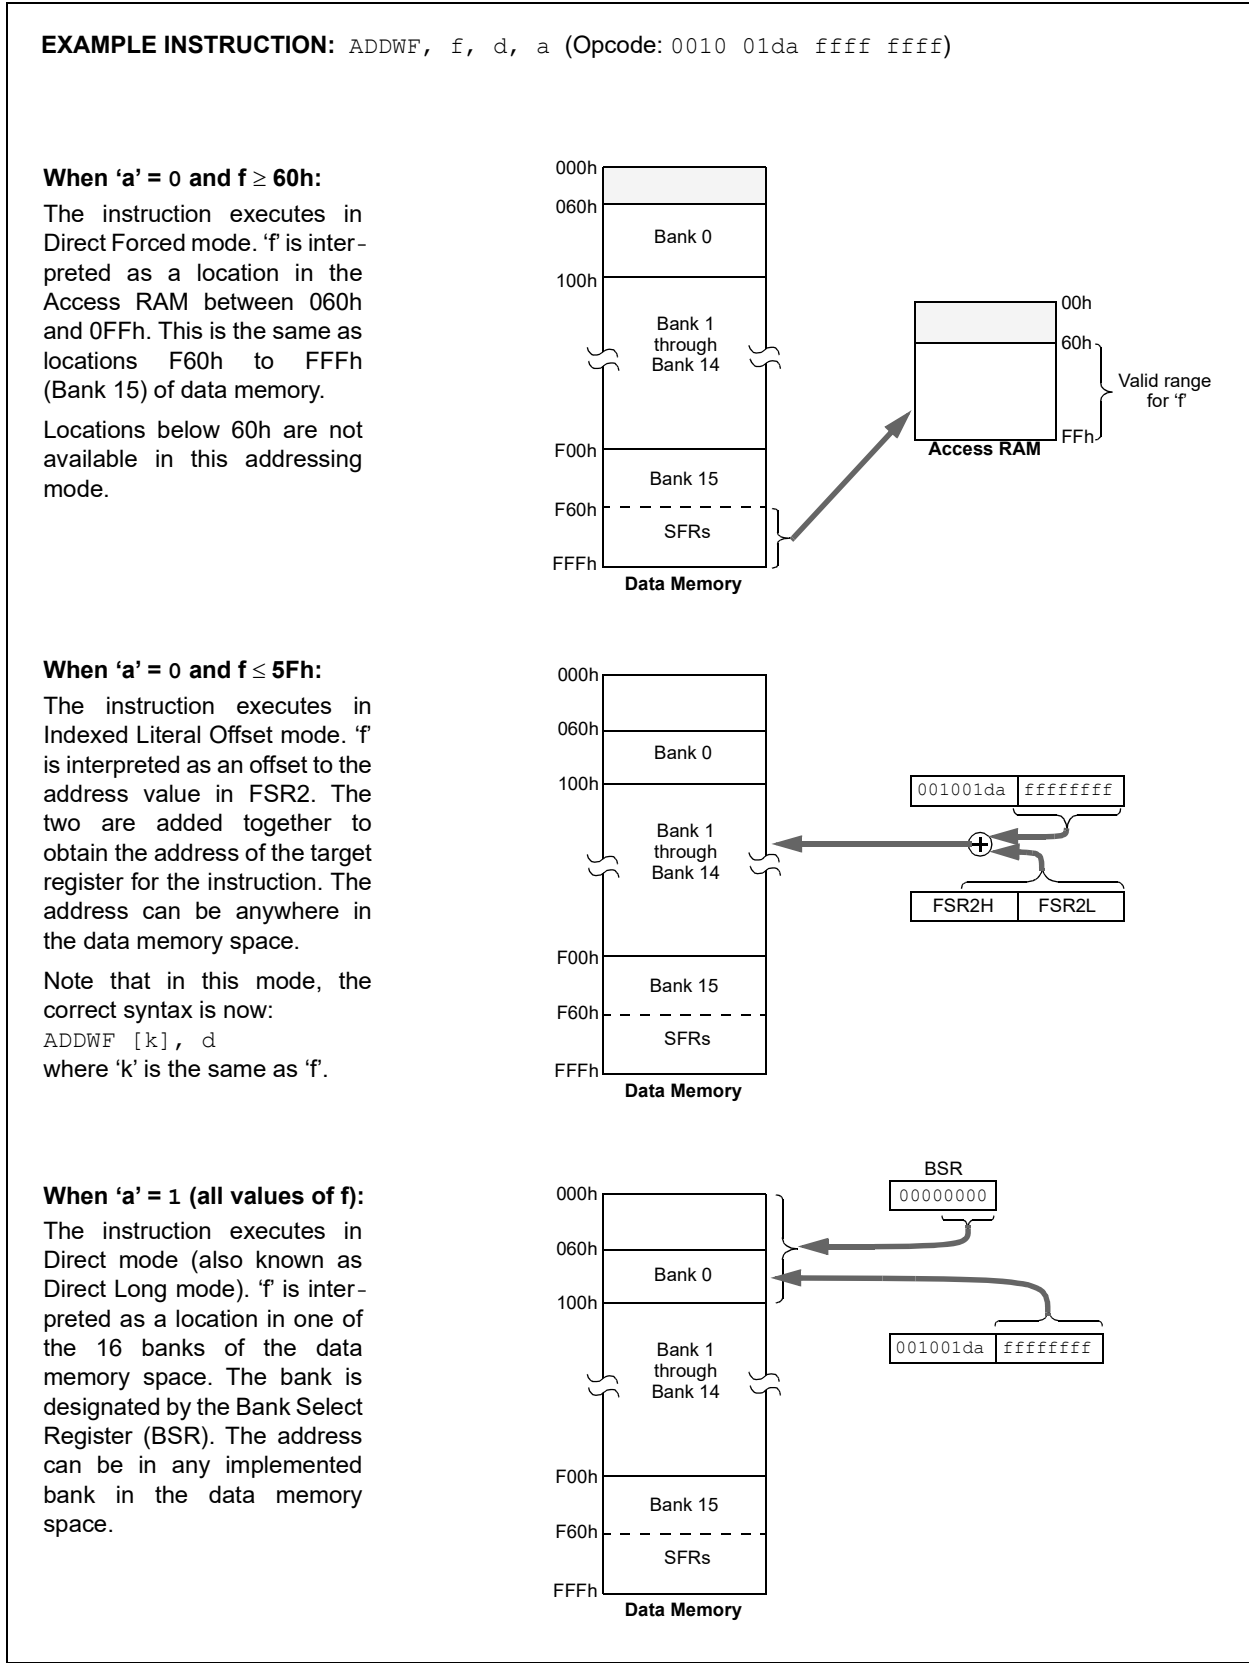 EXAMPLE INSTRUCTION: ADDWF, f, d, a (Opcode: 0010 01da ffff ffff)
When ‘a’ = 0 and f ≥ 60h:
The instruction executes in
Direct Forced mode. ‘f’ is inter-
preted as a location in the
Access RAM between 060h
and 0FFh. This is the same as
locations F60h to FFFh
(Bank 15) of data memory.
Locations below 60h are not
available in this addressing
mode.
000h
060h
Bank 0
100h
Bank 1
through
Bank 14
F00h
Bank 15
F60h
SFRs
FFFh
Data Memory
00h
60h
Valid range
for ‘f’
FFh
Access RAM
When ‘a’ = 0 and f ≤ 5Fh:
The instruction executes in
Indexed Literal Offset mode. ‘f’
is interpreted as an offset to the
address value in FSR2. The
two are added together to
obtain the address of the target
register for the instruction. The
address can be anywhere in
the data memory space.
Note that in this mode, the
correct syntax is now:
ADDWF [k], d
where ‘k’ is the same as ‘f’.
000h
060h
Bank 0
100h
Bank 1
through
Bank 14
F00h
Bank 15
F60h
SFRs
FFFh
Data Memory
001001da ffffffff
FSR2H FSR2L
When ‘a’ = 1 (all values of f):
The instruction executes in
Direct mode (also known as
Direct Long mode). ‘f’ is inter-
preted as a location in one of
the 16 banks of the data
memory space. The bank is
designated by the Bank Select
Register (BSR). The address
can be in any implemented
bank in the data memory
space.
000h
060h
Bank 0
100h
Bank 1
through
Bank 14
F00h
Bank 15
F60h
SFRs
FFFh
Data Memory
BSR
00000000
001001da ffffffff